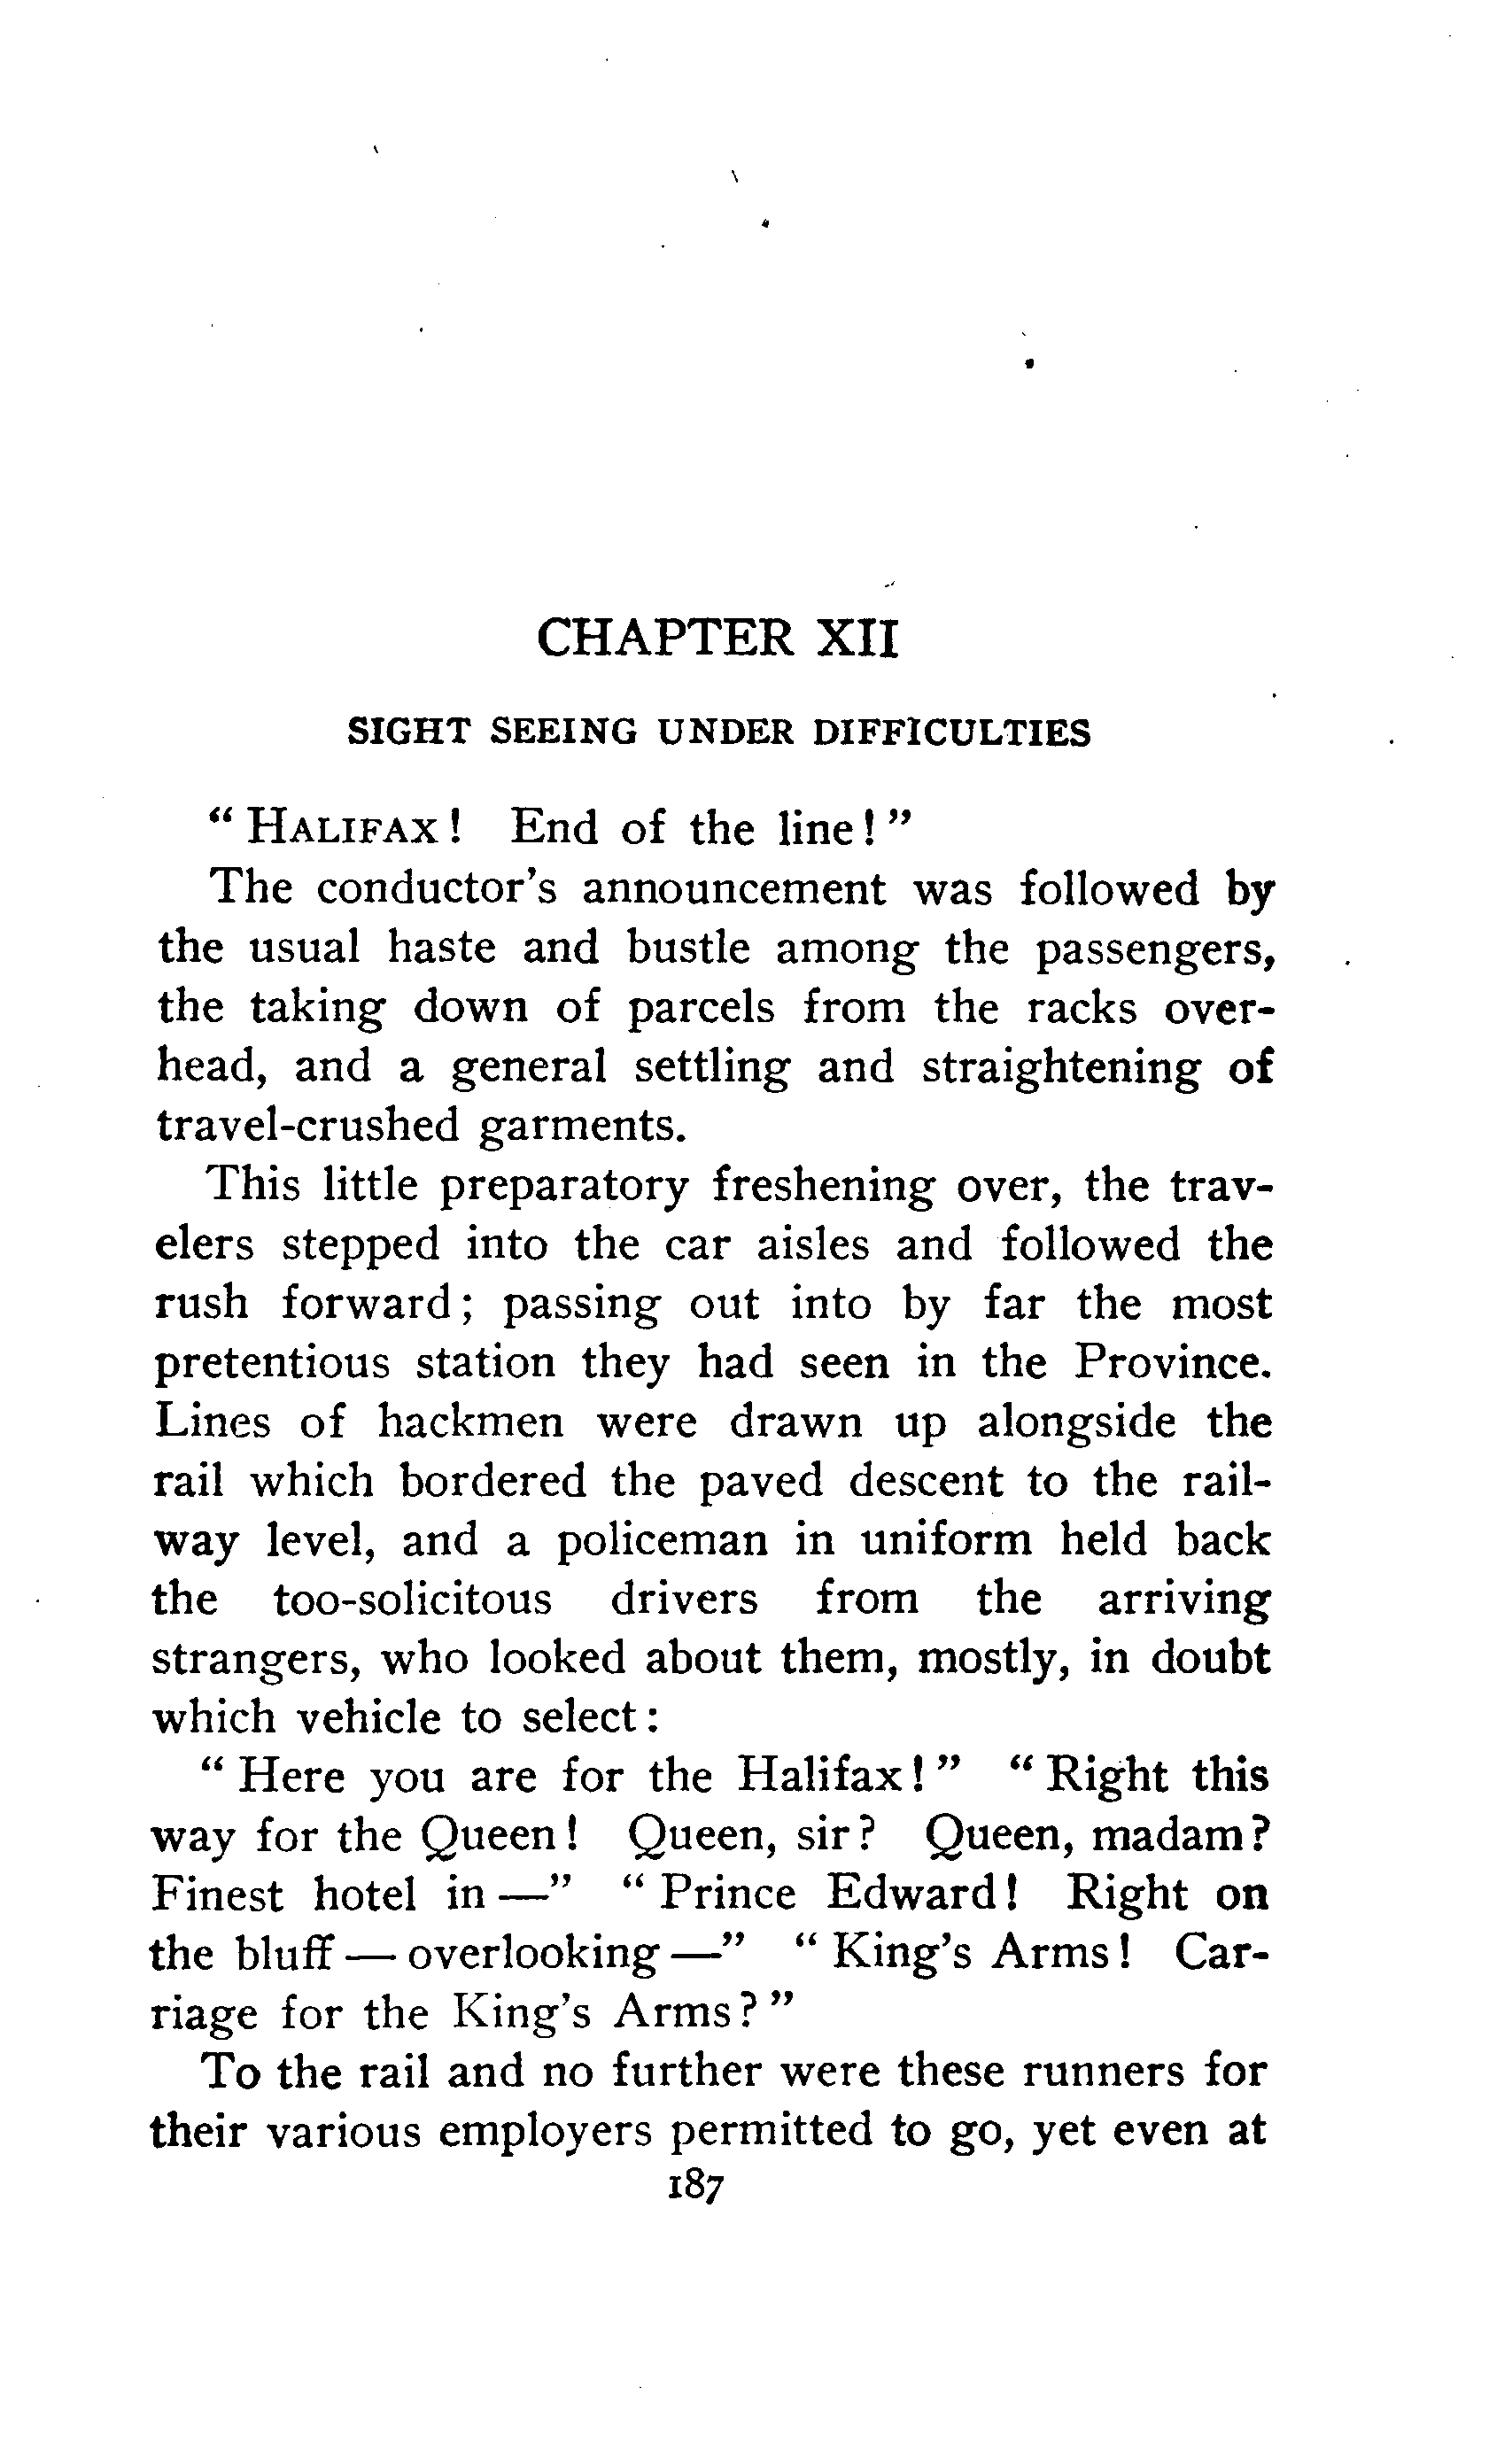 CHAPTER XII
SIGHT SEEING UNDER DIFFICULTIES
" HALIFAX! End of the line! "
The conductor's announcement was followed by
the usual haste and bustle among the passengers,
the taking down of parcels from the racks over-
head, and a general settling and straightening of
travel-crushed garments.
This little preparatory freshening over, the trav-
elers stepped into the car aisles and followed the
rush forward; passing out into by far the most
pretentious station they had seen in the Province.
Lines of hackmen were drawn up alongside the
rail which bordered the paved descent to the rail-
way level, and a policeman in uniform held back
the too-solicitous drivers from the arriving
strangers, who looked about them, mostly, in doubt
which vehicle to select:
" Here you are for the Halifax! " " Right this
way for the Queen! Queen, sir? Queen, madam?
Finest hotel in —" " Prince Edward! Right on
the bluff — overlooking —" " King's Arms! Car-
riage for the King's Arms? "
To the rail and no further were these runners for
their various employers permitted to go, yet even at
187